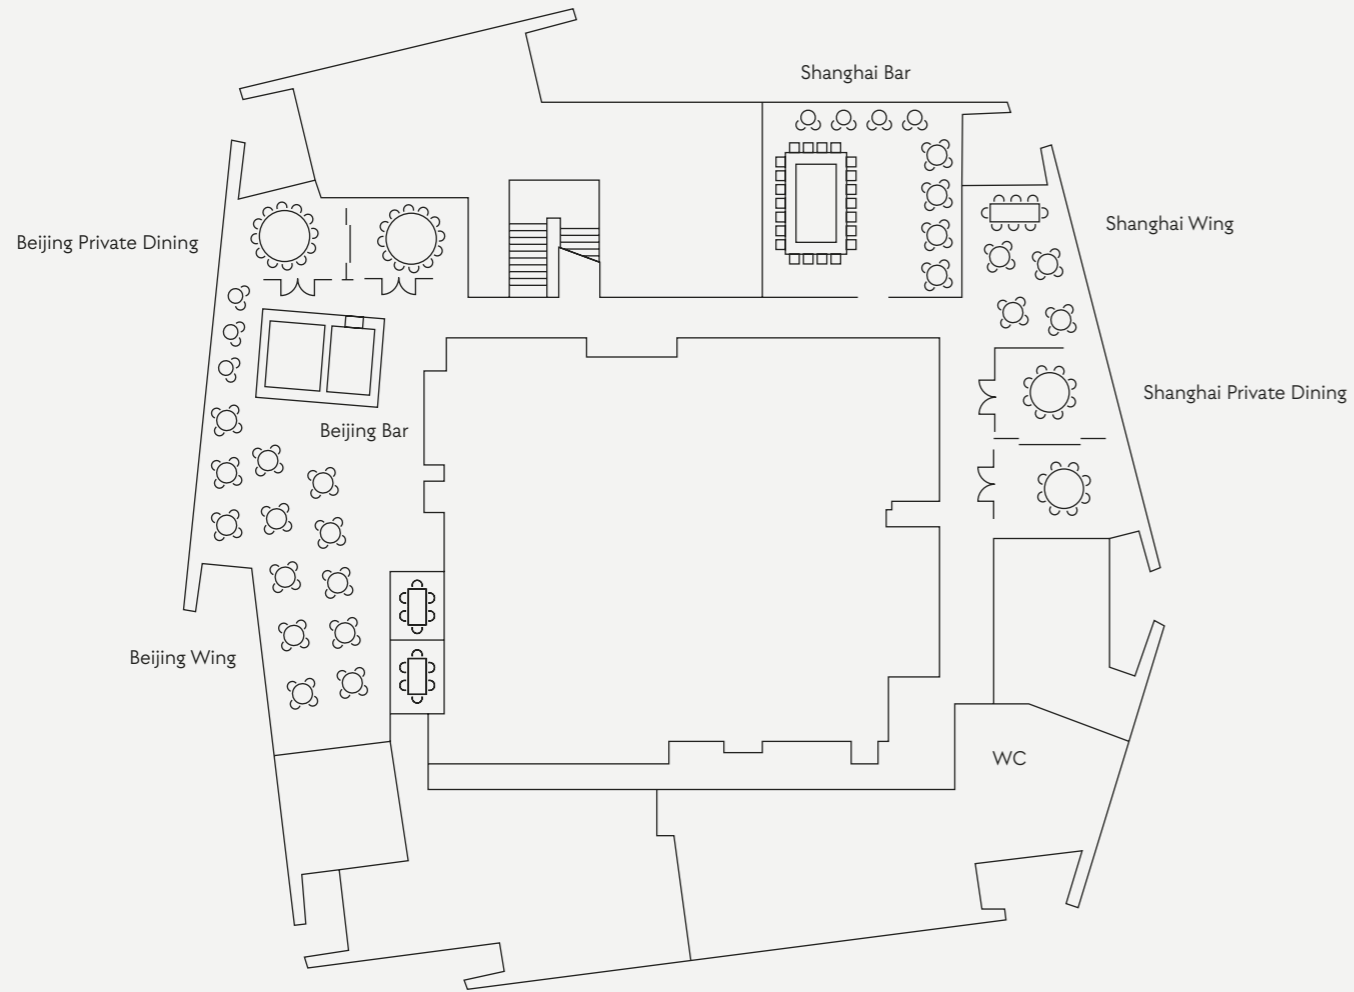 Shanghai Bar
Shanghai Wing
Beijing Private Dining
Shanghai Private Dining
Beijing Bar
Beijing Wing
WC